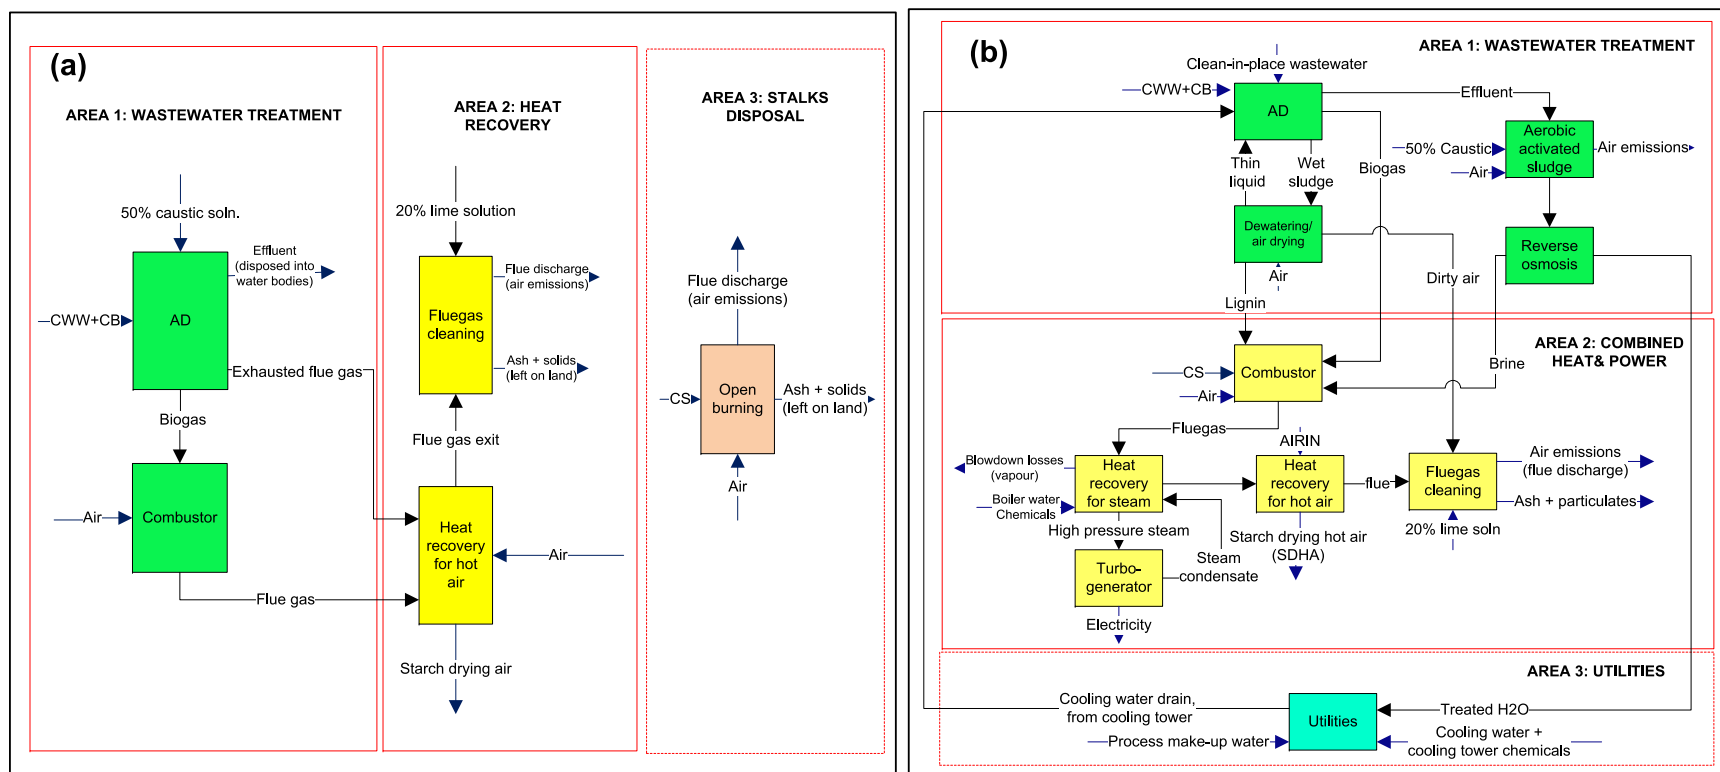 (a)
AREA 1: WASTEWATER TREATMENT
50% caustic soln.
AD
Effluent
(disposed into
water bodies)
CWW+CB
Exhausted flue gas
Biogas
Combustor
Air
Flue gas
AREA 2: HEAT
RECOVERY
20% lime solution
Fluegas
cleaning
Flue discharge
(air emissions)
Ash + solids
(left on land)
Flue gas exit
Heat
recovery
for hot
air
Air
Starch drying air
AREA 3: STALKS
DISPOSAL
Flue discharge
(air emissions)
Open
burning
CS
Ash + solids
(left on land)
Air
(b)
AREA 1: WASTEWATER TREATMENT
Clean-in-place wastewater
CWW+CB
AD
Effluent
Aerobic
activated
sludge
50% Caustic
Air
Air emissions
Thin
liquid
Wet
sludge
Biogas
Dewatering/
air drying
Air
Reverse
osmosis
Lignin
Dirty air
AREA 2: COMBINED
HEAT& POWER
Brine
Combustor
CS
Air
Fluegas
AIRIN
Blowdown losses
(vapour)
Boiler water
Chemicals
Heat
recovery
for steam
Heat
recovery
for hot air
flue
Fluegas
cleaning
Air emissions
(flue discharge)
Ash + particulates
20% lime soln
High pressure steam
Starch drying hot air
(SDHA)
Steam
condensate
Turbo-
generator
Electricity
AREA 3: UTILITIES
Cooling water drain,
from cooling tower
Utilities
Treated H2O
Process make-up water
Cooling water +
cooling tower chemicals